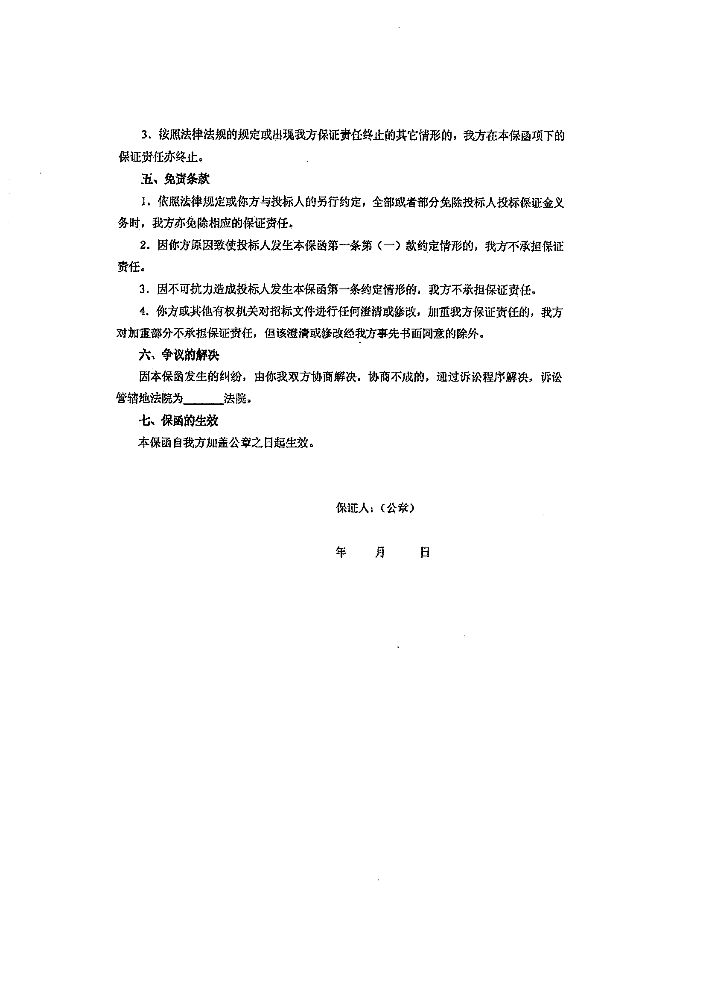 3. 按照法律法规的规定或出现我方保证责任终止的其它情形的，我方在本保函项下的
保证责任亦终止。
五、免责条款
1. 依照法律规定或你方与投标人的另行约定，全部或者部分免除投标人投标保证金义
务时，我方亦免除相应的保证责任。
2. 因你方原因致使投标人发生本保函第一条第（一）款约定情形的，我方不承担保证
责任。
3. 因不可抗力造成投标人发生本保函第一条约定情形的，我方不承担保证责任。
4. 你方或其他有权机关对招标文件进行任何澄清或修改，加重我方保证责任的，我方
对加重部分不承担保证责任，但该澄清或修改经我方事先书面同意的除外。
六、争议的解决
因本保函发生的纠纷，由你我双方协商解决，协商不成的，通过诉讼程序解决，诉讼
管辖地法院为_______法院。
七、保函的生效
本保函自我方加盖公章之日起生效。
保证人：（公章）
年 月 日